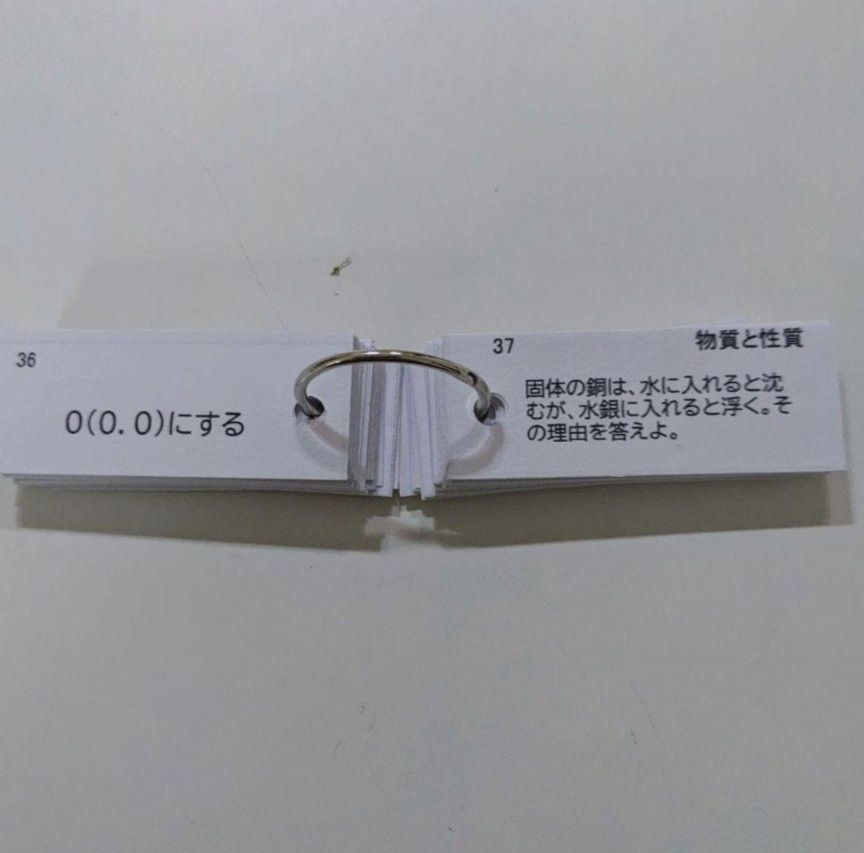 36
0(0.0)にする
37
物質と性質
固体の銅は、水に入れると沈
むが、水銀に入れると浮く。そ
の理由を答えよ。